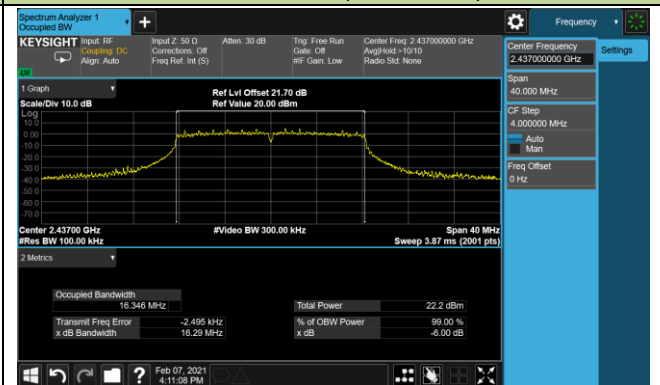 Spectrum Analyzer 1
Occupied BW
+
Frequency
KEYSIGHT
Input: RF
Coupling: DC
Align: Auto
Input Z: 50 Ω
Corrections: Off
Freq Ref: Int (S)
Atten: 30 dB
Trig: Free Run
Gate: Off
#IF Gain: Low
Center Freq: 2.437000000 GHz
Avg|Hold:>10/10
Radio Std: None
LW
Center Frequency
2.437000000 GHz
Settings
Span
40.000 MHz
CF Step
4.000000 MHz
Auto
Man
Freq Offset
0 Hz
1 Graph
Scale/Div 10.0 dB
Ref Lvl Offset 21.70 dB
Ref Value 20.00 dBm
Log
10.0
0.00
-10.0
-20.0
-30.0
-40.0
-50.0
-60.0
-70.0
Center 2.43700 GHz
#Res BW 100.00 kHz
#Video BW 300.00 kHz
Span 40 MHz
Sweep 3.87 ms (2001 pts)
2 Metrics
Occupied Bandwidth
16.346 MHz
Total Power 22.2 dBm
Transmit Freq Error -2.495 kHz
% of OBW Power 99.00 %
x dB Bandwidth 16.29 MHz
x dB -6.00 dB
?
Feb 07, 2021
4:11:08 PM